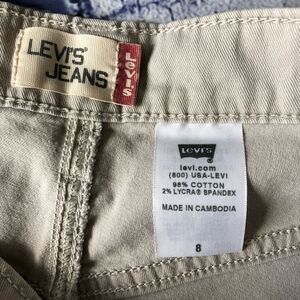 LEVI'S®
JEANS
LEVI'S
LEVI'S
levi.com
(800) USA-LEVI
98% COTTON
2% LYCRA® SPANDEX
MADE IN CAMBODIA
8